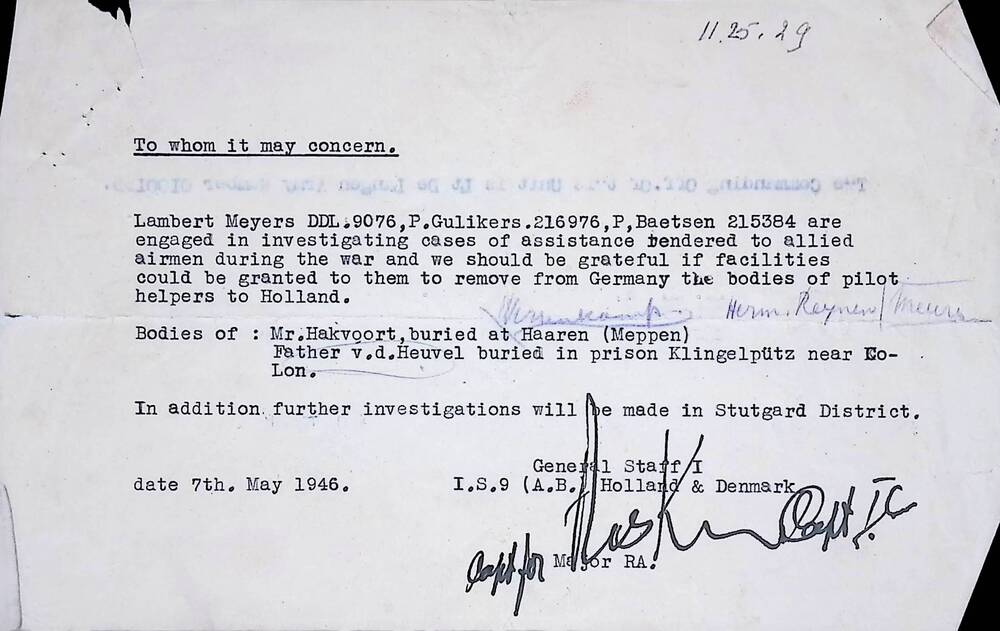 11.25.29
To whom it may concern.
Lambert Meyers DDL.9076,P.Gulikers.216976,P,Baetsen 215384 are
engaged in investigating cases of assistance rendered to allied
airmen during the war and we should be grateful if facilities
could be granted to them to remove from Germany the bodies of pilot
helpers to Holland.
Herm. Reynen/
Bodies of : Mr.Hakvoort,buried at Haaren (Meppen)
Father v.d.Heuvel buried in prison Klingelpütz near Co-
Lon.
In addition further investigations will be made in Stutgard District.
General Staff I
date 7th. May 1946. I.S.9 (A.B.) Holland & Denmark
Capt IC
Capt for Major RA.